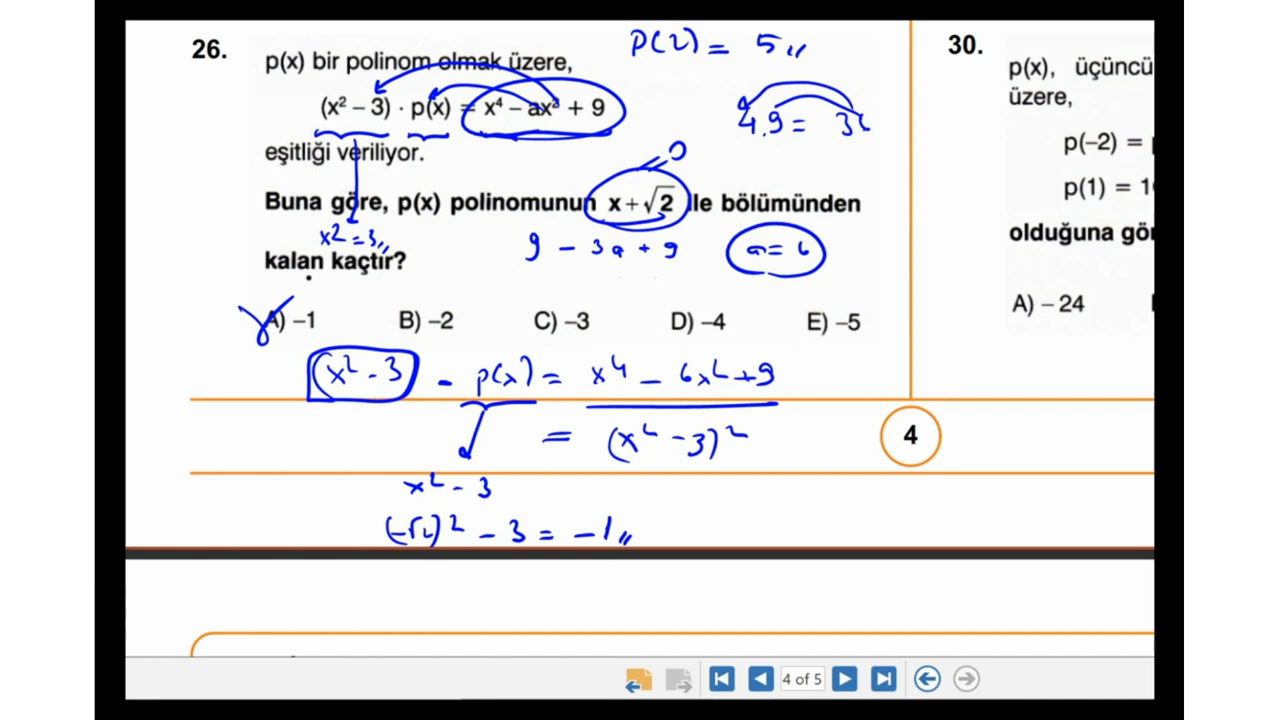 26.
p(x) bir polinom olmak üzere,
(x² – 3) · p(x) = x⁴ – ax² + 9
eşitliği veriliyor.
Buna göre, p(x) polinomunun x + √2 ile bölümünden
kalan kaçtır?
A) –1 B) –2 C) –3 D) –4 E) –5
P(2) = 5
4.9 = 36
= 0
x2 = 3
9 - 3a + 9
a = 6
(x² - 3) - p(x) = x⁴ - 6x² + 9
= (x² - 3)²
x² - 3
(-√2)² - 3 = -1
30.
p(x), üçüncü
üzere,
p(–2) =
p(1) = 1
olduğuna gör
A) – 24
4
4 of 5